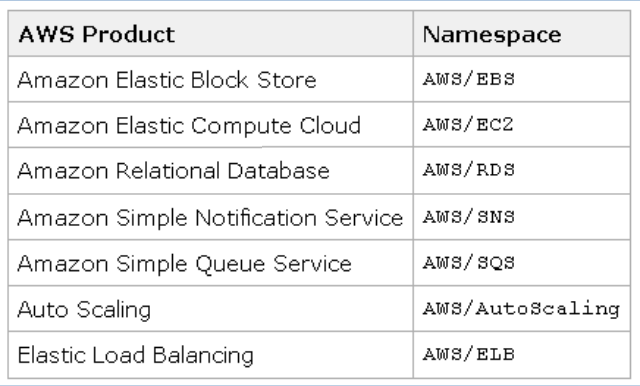 AWS Product Namespace
Amazon Elastic Block Store AWS/EBS
Amazon Elastic Compute Cloud AWS/EC2
Amazon Relational Database AWS/RDS
Amazon Simple Notification Service AWS/SNS
Amazon Simple Queue Service AWS/SQS
Auto Scaling AWS/AutoScaling
Elastic Load Balancing AWS/ELB